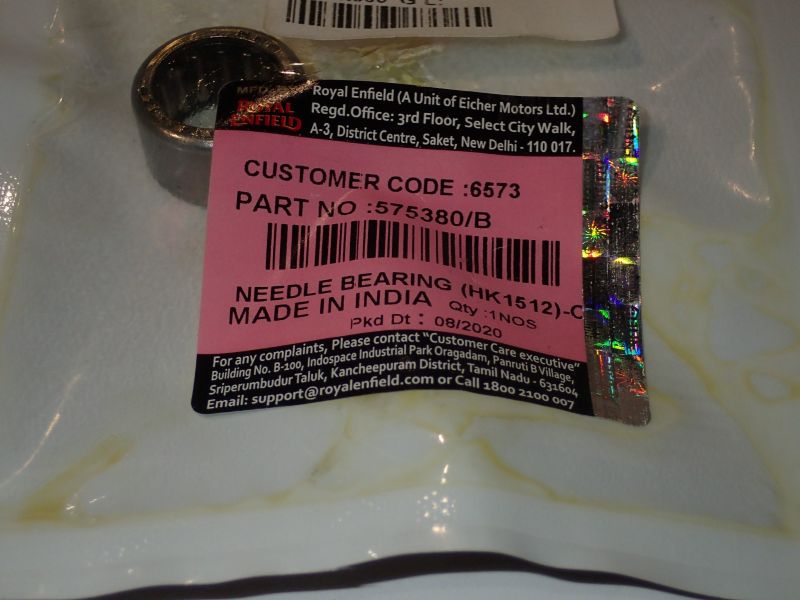 MFD BY
ROYAL
ENFIELD
Royal Enfield (A Unit of Eicher Motors Ltd.)
Regd.Office: 3rd Floor, Select City Walk,
A-3, District Centre, Saket, New Delhi - 110 017.
CUSTOMER CODE :6573
PART NO :575380/B
NEEDLE BEARING (HK1512)-C
MADE IN INDIA Qty :1NOS
Pkd Dt : 08/2020
For any complaints, Please contact "Customer Care executive"
Building No. B-100, Indospace Industrial Park Oragadam, Panruti B Village,
Sriperumbudur Taluk, Kancheepuram District, Tamil Nadu - 631604
Email: support@royalenfield.com or Call 1800 2100 007